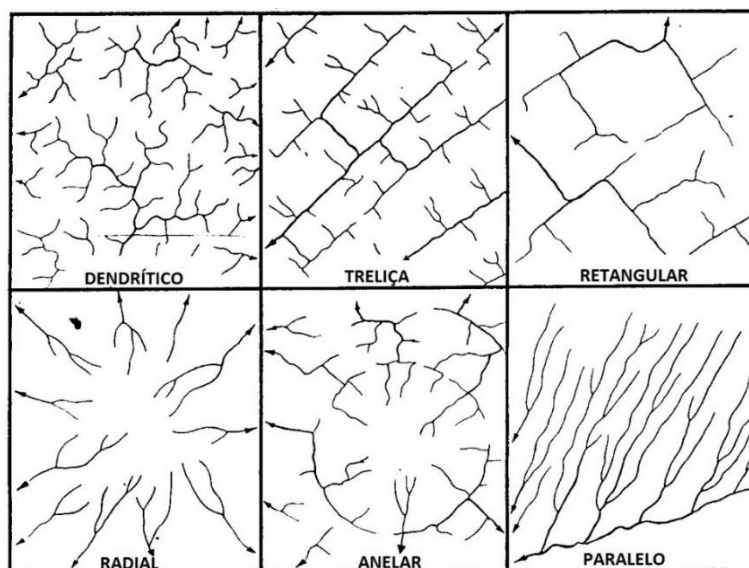 DENDRÍTICO
TRELIÇA
RETANGULAR
RADIAL
ANELAR
PARALELO